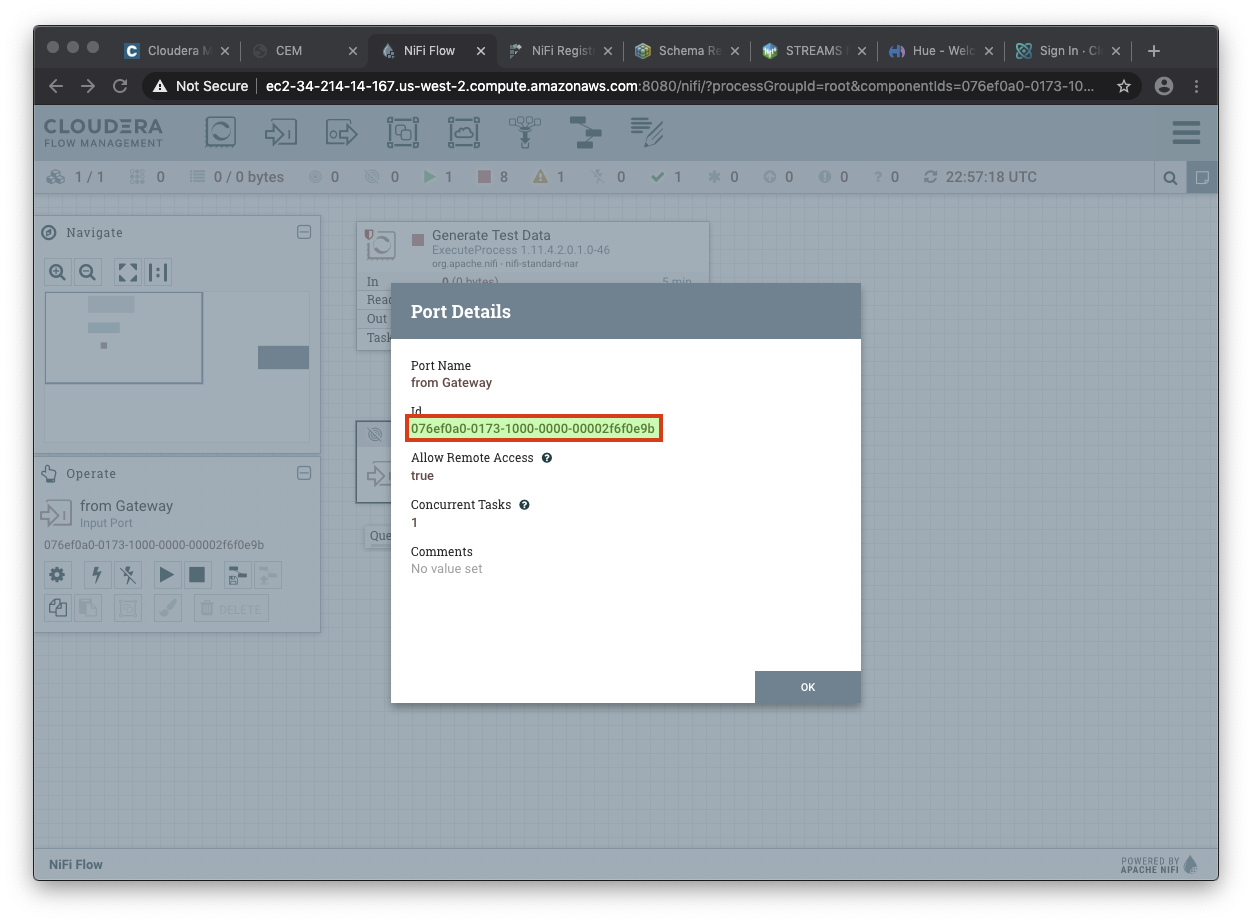 Cloudera M
CEM
NiFi Flow
NiFi Registr
Schema Re
STREAMS
Hue - Welc
Sign In · Cl
Not Secure
ec2-34-214-14-167.us-west-2.compute.amazonaws.com:8080/nifi/?processGroupId=root&componentIds=076ef0a0-0173-10...
CLOUDERA
FLOW MANAGEMENT
1 / 1 0 0 / 0 bytes 0 0 1 8 1 0 1 0 0 0 ? 0 22:57:18 UTC
Navigate
Generate Test Data
ExecuteProcess 1.11.4.2.0.1.0-46
org.apache.nifi - nifi-standard-nar
In
0 (0 bytes)
5 min
Read
Out
Task
Port Details
Port Name
from Gateway
Id
076ef0a0-0173-1000-0000-00002f6f0e9b
Allow Remote Access
true
Concurrent Tasks
1
Comments
No value set
OK
Operate
from Gateway
Input Port
076ef0a0-0173-1000-0000-00002f6f0e9b
DELETE
Que
NiFi Flow
POWERED BY
APACHE NIFI